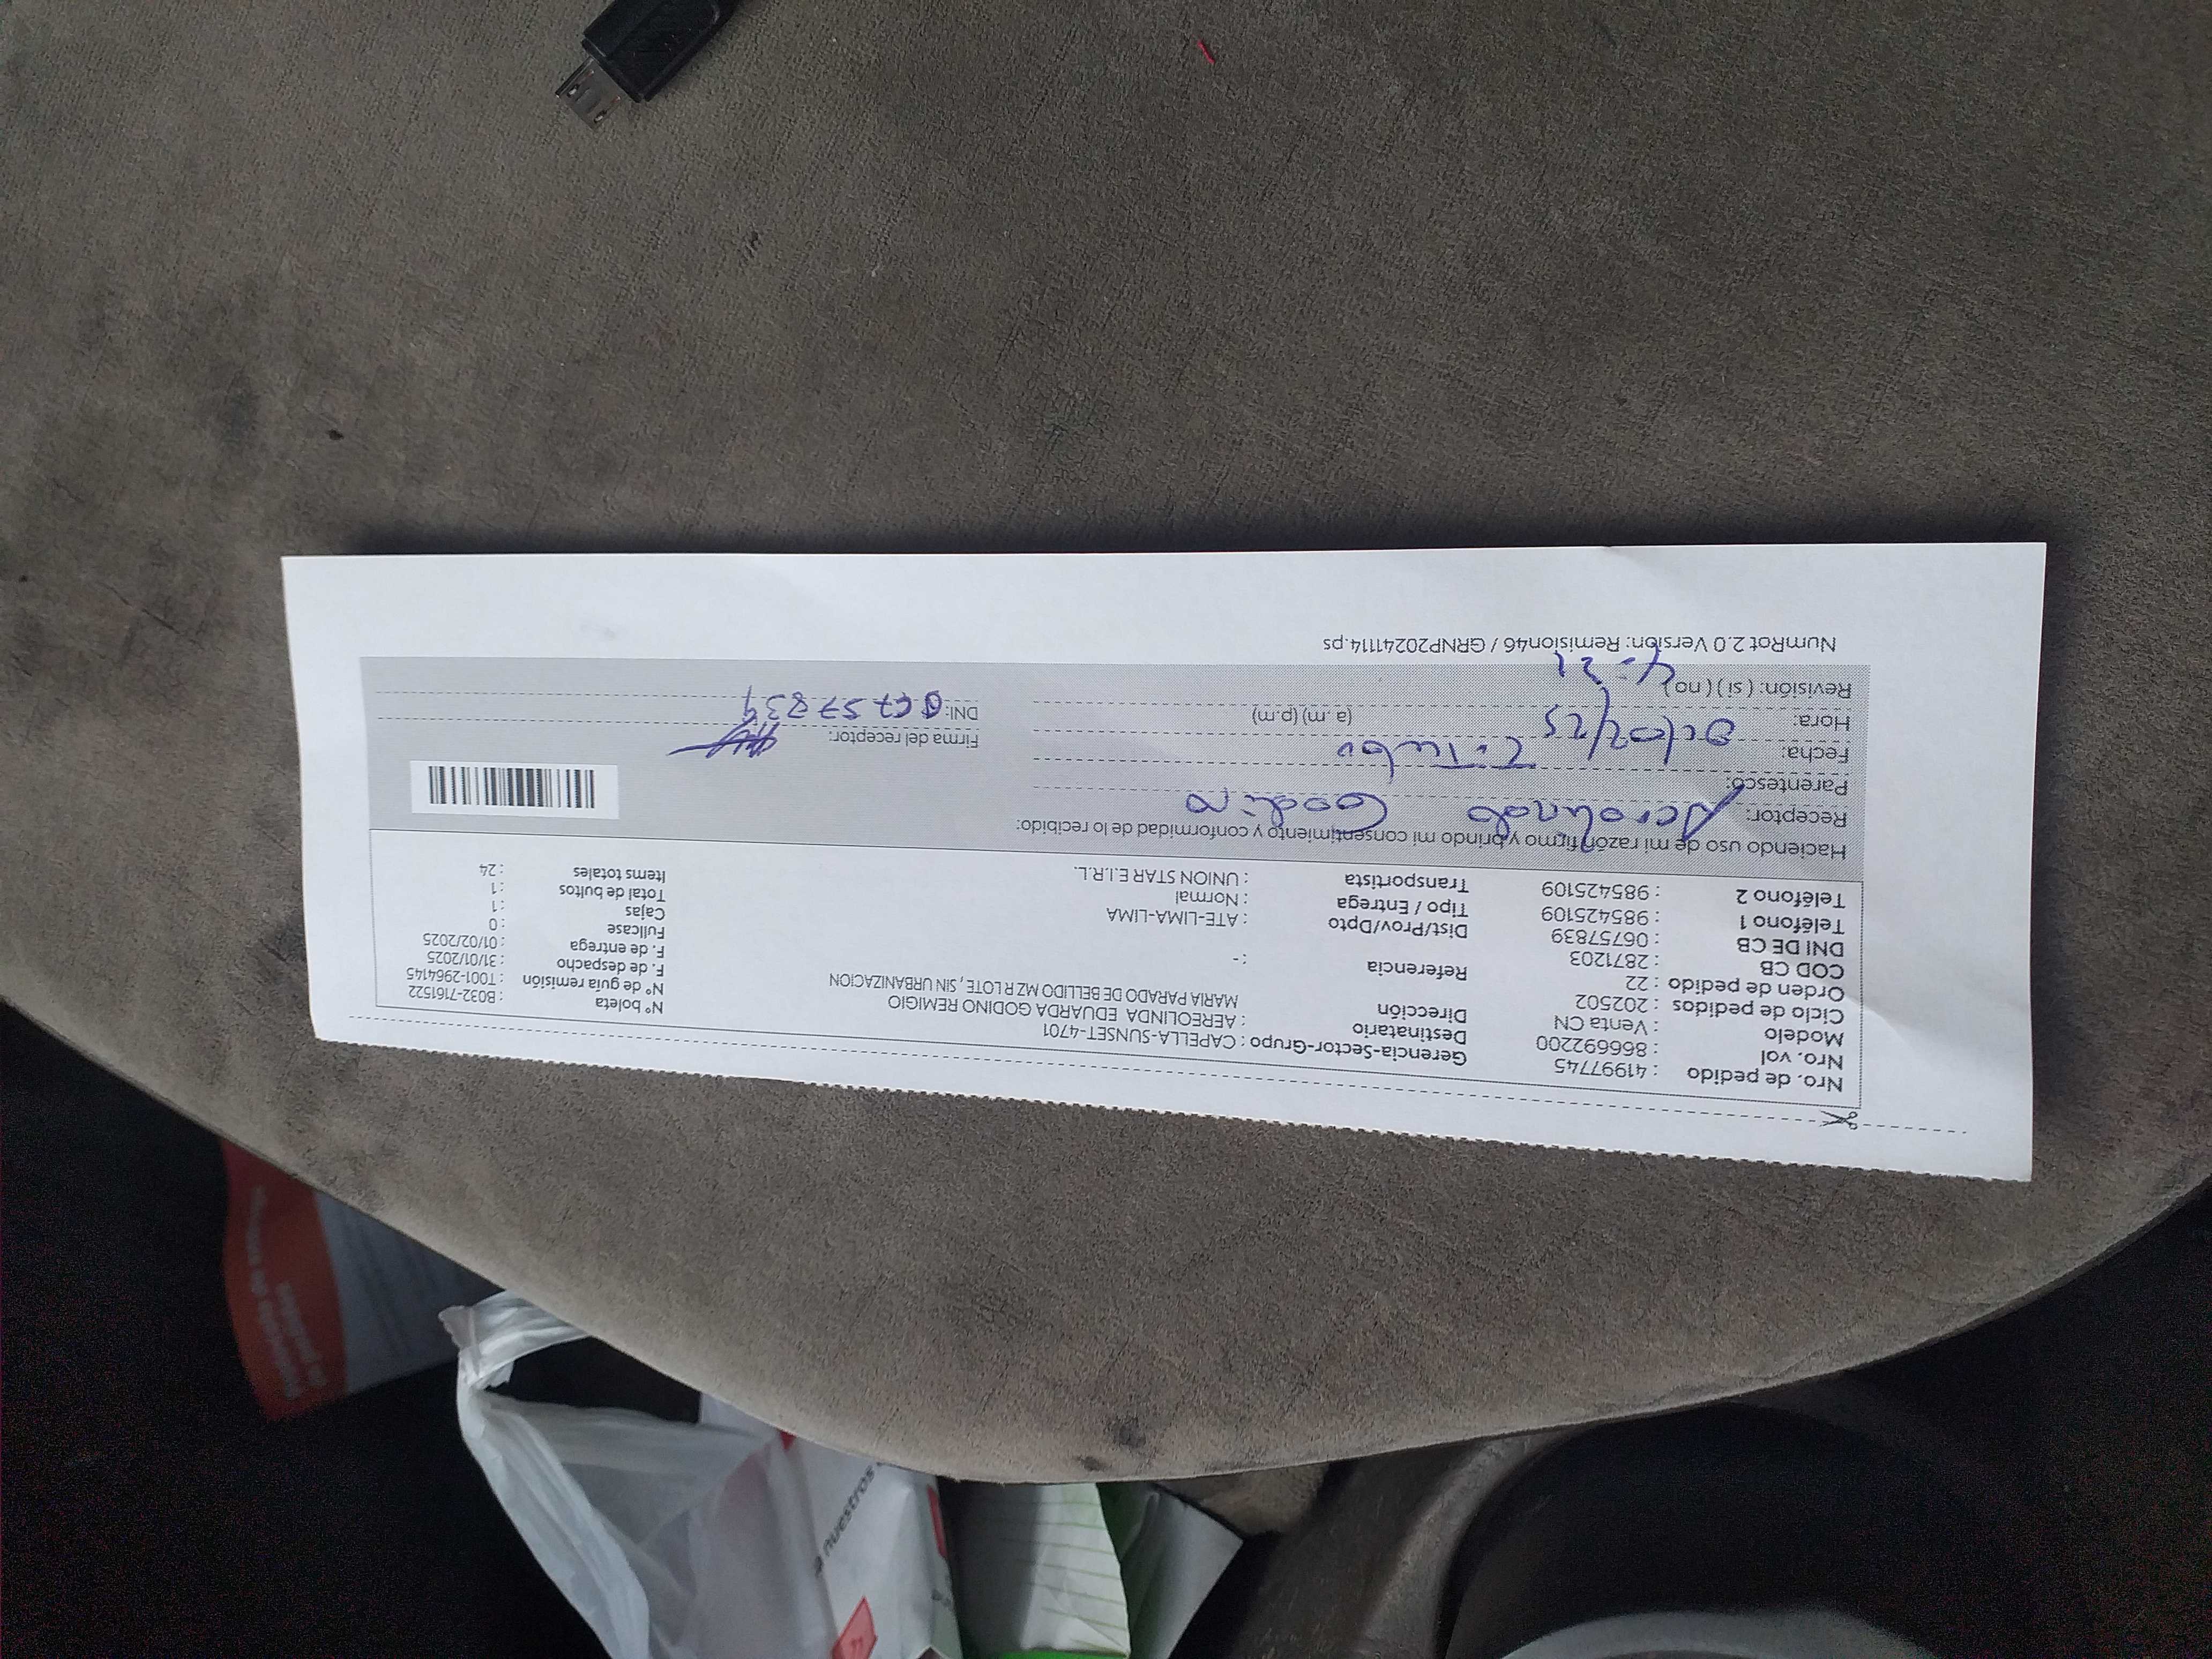 Nro. de pedido : 41997745
Nro. vol : 866692200
Modelo : Venta CN
Ciclo de pedidos : 202502
Orden de pedido : 22
COD CB : 2871203
DNI DE CB : 06757839
Teléfono 1 : 985425109
Teléfono 2 : 985425109
Gerencia-Sector-Grupo : CAPELLA-SUNSET-4701
Destinatario : AEREOLINDA EDUARDA GODINO REMIGIO
Dirección MARIA PARADO DE BELLIDO MZ R LOTE , SIN URBANIZACION
Referencia : -
Dist/Prov/Dpto : ATE-LIMA-LIMA
Tipo / Entrega : Normal
Transportista : UNION STAR E.I.R.L.
N° boleta : B032-7161522
N° de guía remisión : T001-2964145
F. de despacho : 31/01/2025
F. de entrega : 01/02/2025
Fullcase : 0
Cajas : 1
Total de bultos : 1
Items totales : 24
Haciendo uso de mi razón firmo y brindo mi consentimiento y conformidad de lo recibido:
Receptor:
Parentesco:
Fecha:
Hora: (a.m) (p.m)
Revisión: (si) (no)
Firma del receptor:
DNI: 06757839
NumRot 2.0 Versión: Remision46 / GRNP20241114.ps
a nuestros